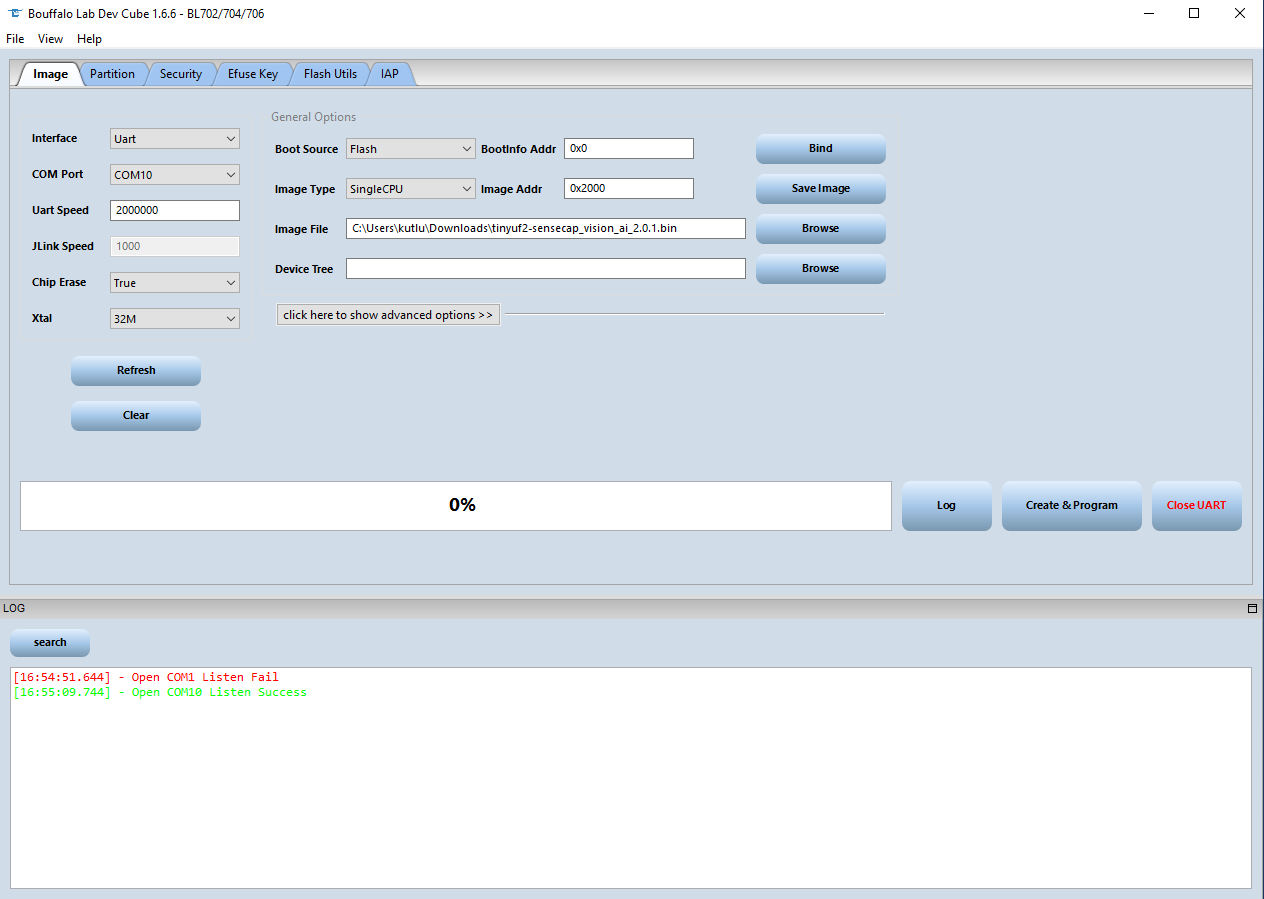 Bouffalo Lab Dev Cube 1.6.6 - BL702/704/706
File View Help
Image Partition Security Efuse Key Flash Utils IAP
General Options
Interface Uart
COM Port COM10
Uart Speed 2000000
JLink Speed 1000
Chip Erase True
Xtal 32M
Refresh
Clear
Boot Source Flash BootInfo Addr 0x0 Bind
Image Type SingleCPU Image Addr 0x2000 Save Image
Image File C:\Users\kutlu\Downloads\tinyuf2-sensecap_vision_ai_2.0.1.bin Browse
Device Tree Browse
click here to show advanced options >>
0% Log Create & Program Close UART
LOG
search
[16:54:51.644] - Open COM1 Listen Fail
[16:55:09.744] - Open COM10 Listen Success